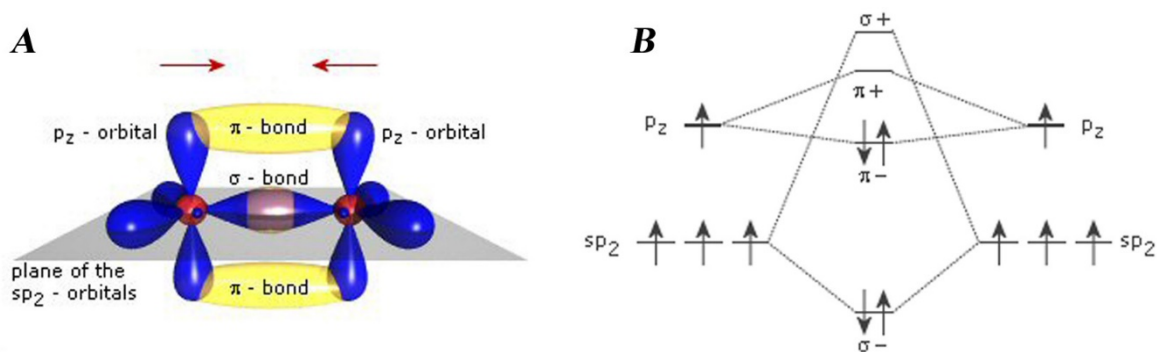 A
pz - orbital
π - bond
pz - orbital
σ - bond
plane of the
sp2 - orbitals
π - bond
B
σ+
π+
pz
pz
π-
sp2
sp2
σ-